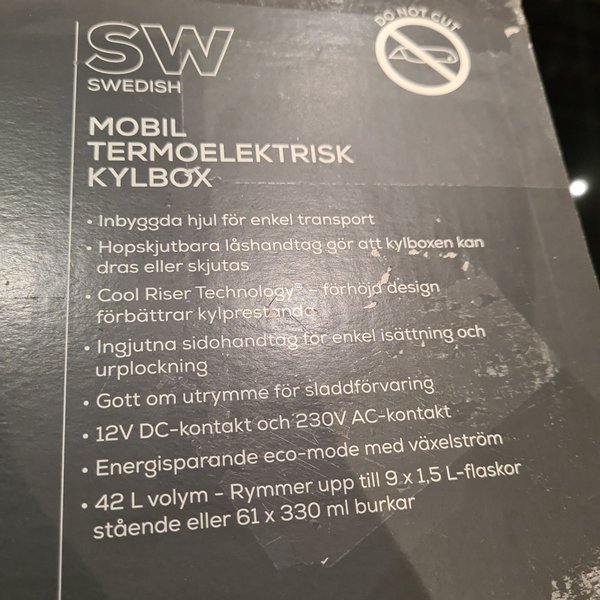 DO NOT CUT
SW
SWEDISH
MOBIL
TERMOELEKTRISK
KYLBOX
• Inbyggda hjul för enkel transport
• Hopskjutbara låshandtag gör att kylboxen kan
dras eller skjutas
• Cool Riser Technology® – förhöjd design
förbättrar kylprestanda
• Ingjutna sidohandtag för enkel isättning och
urplockning
• Gott om utrymme för sladdförvaring
• 12V DC-kontakt och 230V AC-kontakt
• Energisparande eco-mode med växelström
• 42 L volym – Rymmer upp till 9 x 1,5 L-flaskor
stående eller 61 x 330 ml burkar